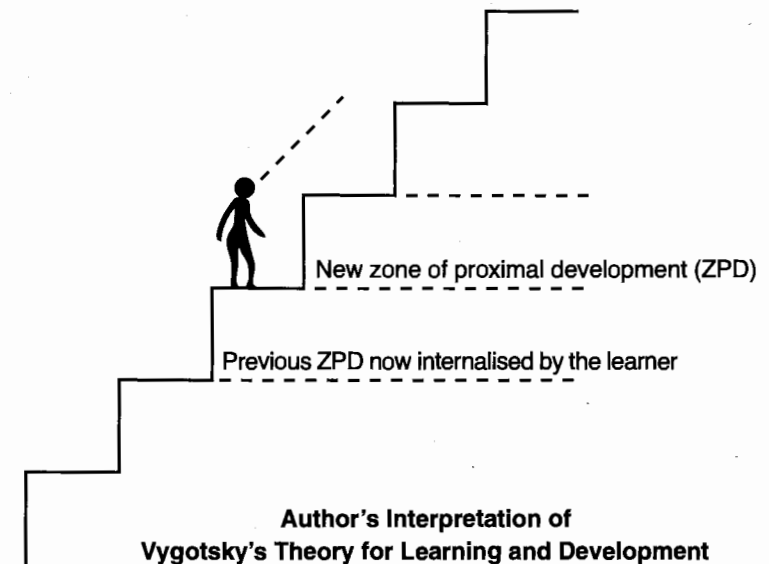 New zone of proximal development (ZPD)
Previous ZPD now internalised by the learner
Author's Interpretation of
Vygotsky's Theory for Learning and Development